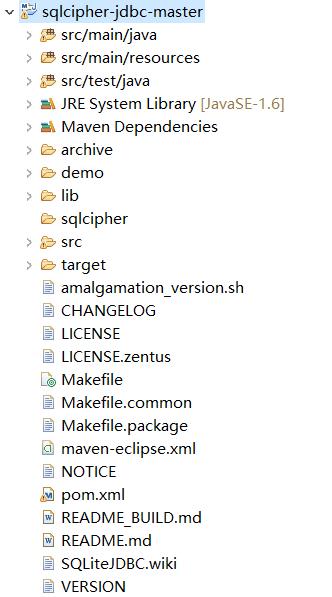 sqlcipher-jdbc-master
src/main/java
src/main/resources
src/test/java
JRE System Library [JavaSE-1.6]
Maven Dependencies
archive
demo
lib
sqlcipher
src
target
amalgamation_version.sh
CHANGELOG
LICENSE
LICENSE.zentus
Makefile
Makefile.common
Makefile.package
maven-eclipse.xml
NOTICE
pom.xml
README_BUILD.md
README.md
SQLiteJDBC.wiki
VERSION